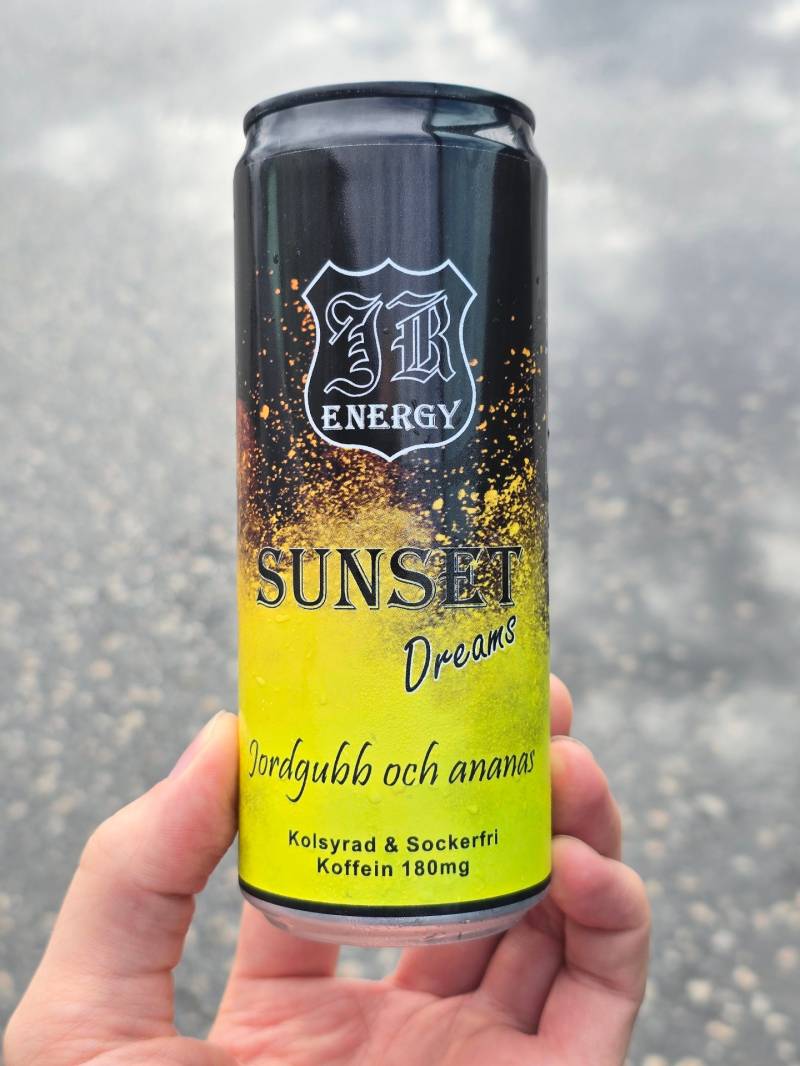 JR
ENERGY
SUNSET
Dreams
Jordgubb och ananas
Kolsyrad & Sockerfri
Koffein 180mg